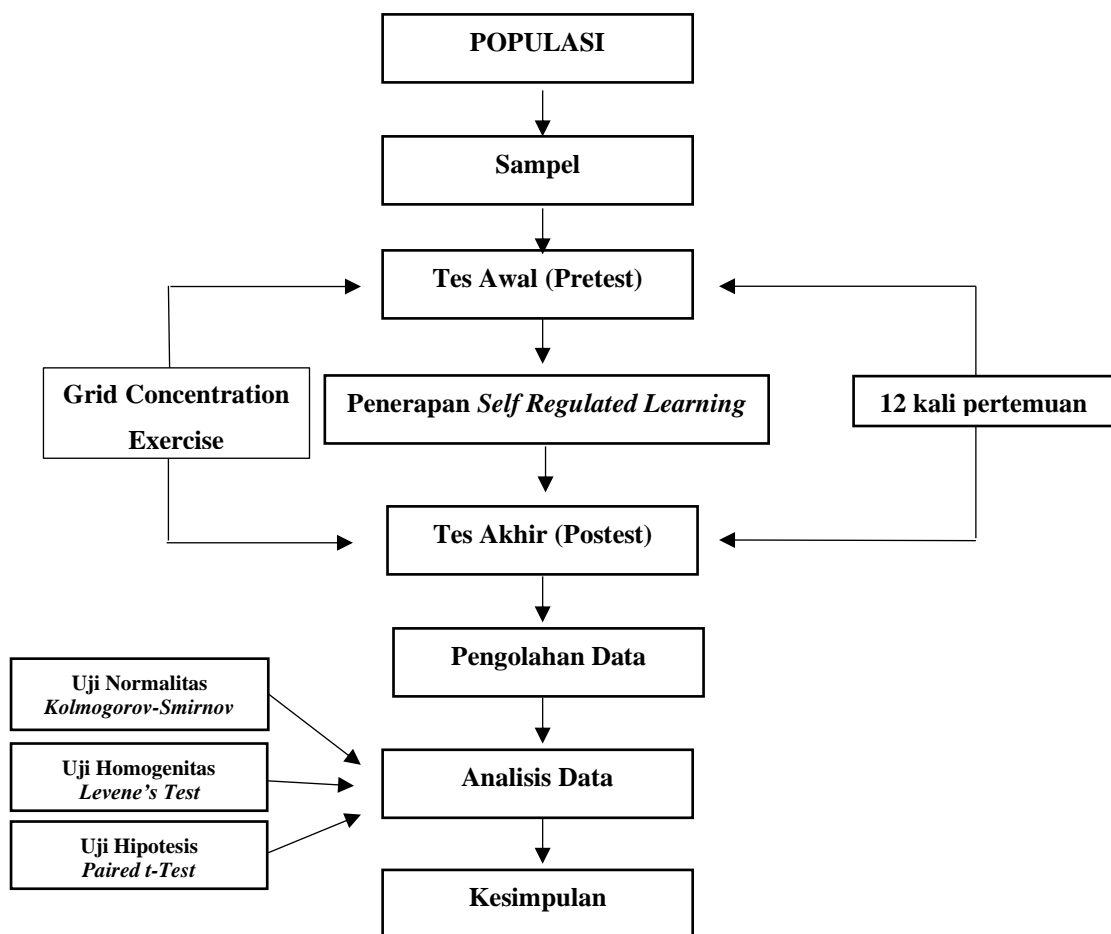 POPULASI
Sampel
Tes Awal (Pretest)
Grid Concentration
Exercise
Penerapan Self Regulated Learning
12 kali pertemuan
Tes Akhir (Postest)
Pengolahan Data
Uji Normalitas
Kolmogorov-Smirnov
Uji Homogenitas
Levene’s Test
Analisis Data
Uji Hipotesis
Paired t-Test
Kesimpulan